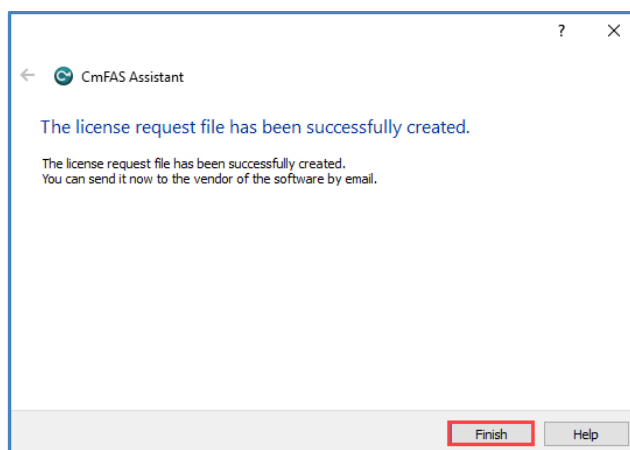 ?
CmFAS Assistant
The license request file has been successfully created.
The license request file has been successfully created.
You can send it now to the vendor of the software by email.
Finish
Help